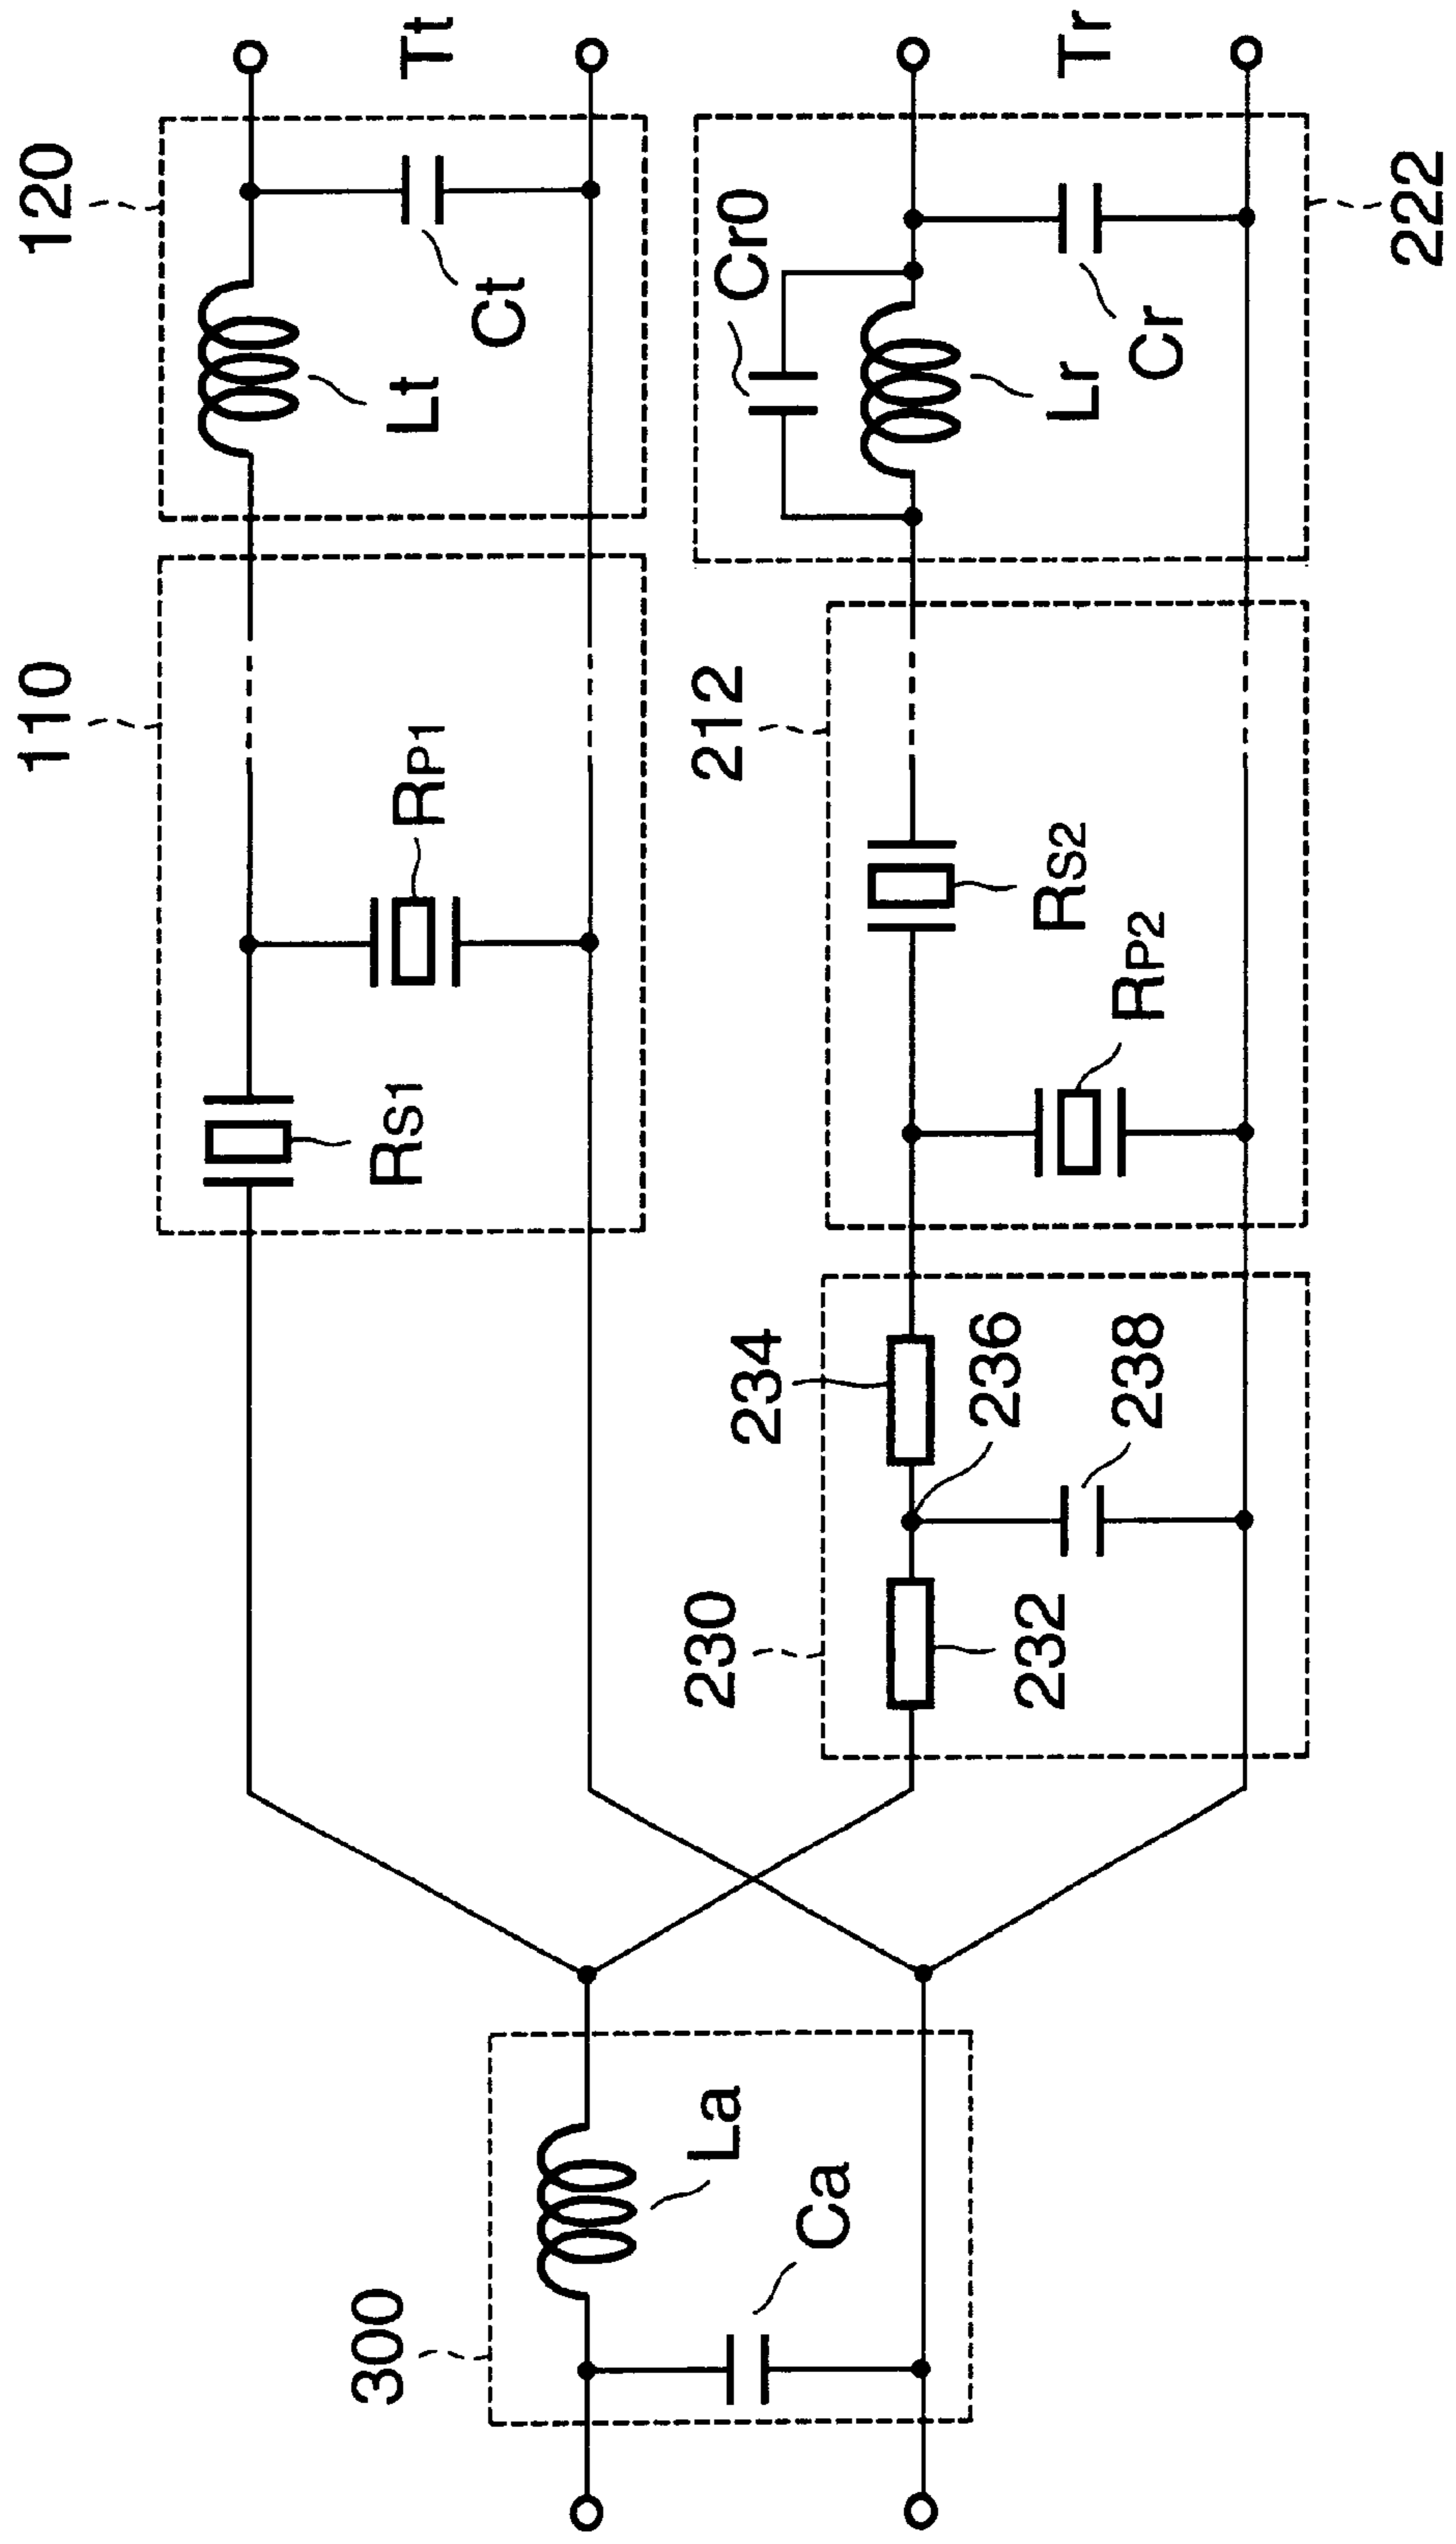 120
Tt
Lt
Ct
110
RP1
RS1
Cr0
Tr
Lr
Cr
222
212
RS2
RP2
234
236
238
230
232
300
La
Ca